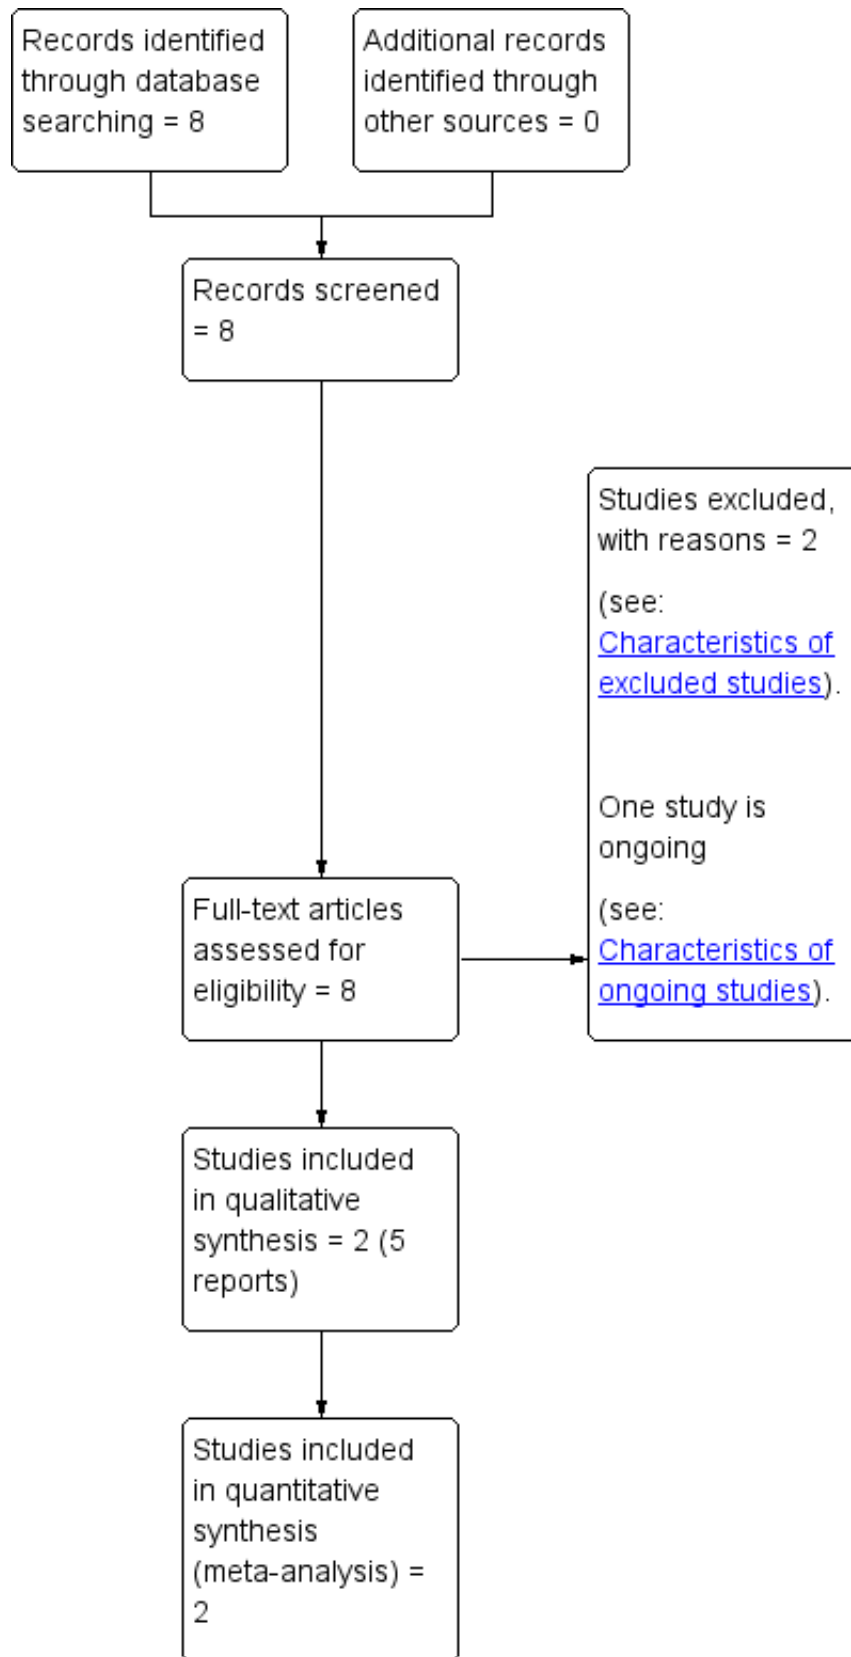 Records identified
through database
searching = 8
Additional records
identified through
other sources = 0
Records screened
= 8
Studies excluded,
with reasons = 2
(see:
Characteristics of
excluded studies).
One study is
ongoing
(see:
Characteristics of
ongoing studies).
Full-text articles
assessed for
eligibility = 8
Studies included
in qualitative
synthesis = 2 (5
reports)
Studies included
in quantitative
synthesis
(meta-analysis) =
2